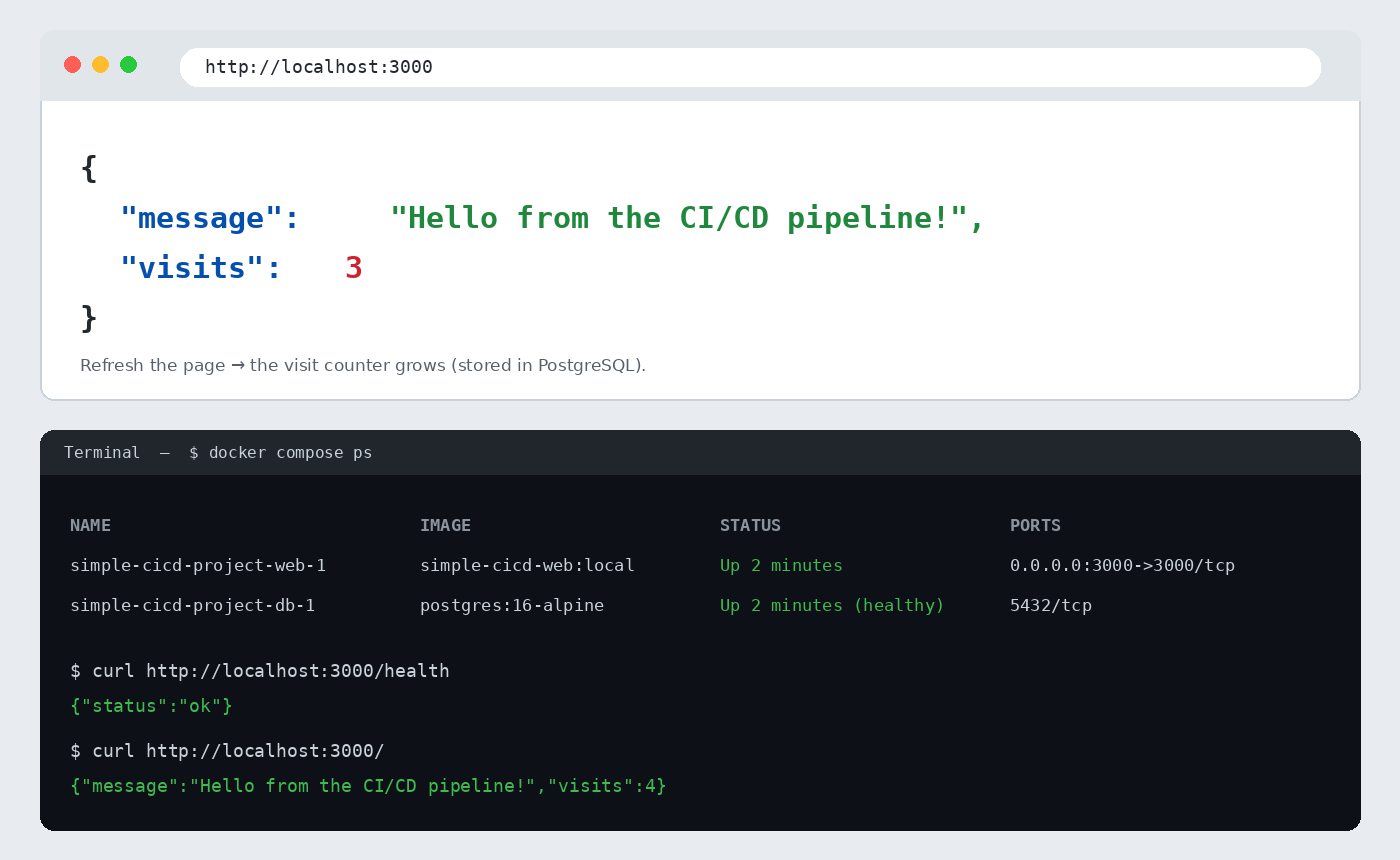 http://localhost:3000
{
"message": "Hello from the CI/CD pipeline!",
"visits": 3
}
Refresh the page → the visit counter grows (stored in PostgreSQL).
Terminal — $ docker compose ps
NAME IMAGE STATUS PORTS
simple-cicd-project-web-1 simple-cicd-web:local Up 2 minutes 0.0.0.0:3000->3000/tcp
simple-cicd-project-db-1 postgres:16-alpine Up 2 minutes (healthy) 5432/tcp
$ curl http://localhost:3000/health
{"status":"ok"}
$ curl http://localhost:3000/
{"message":"Hello from the CI/CD pipeline!","visits":4}